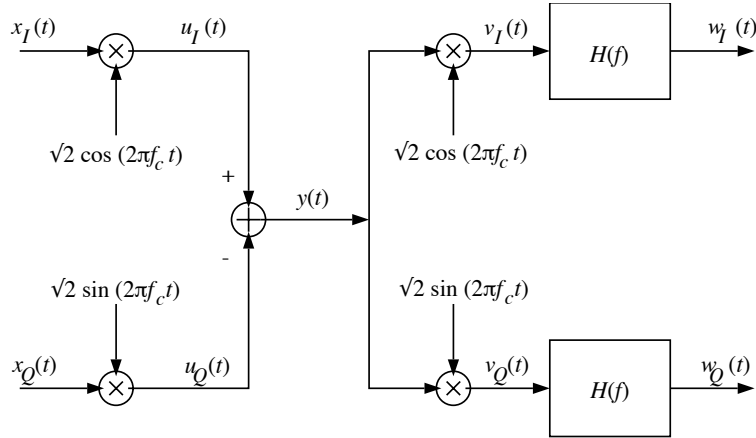 x_I(t) u_I(t) v_I(t) w_I(t)
H(f)
√2 cos (2πf_c t) √2 cos (2πf_c t)
+
y(t)
-
√2 sin (2πf_c t) √2 sin (2πf_c t)
x_Q(t) u_Q(t) v_Q(t) w_Q(t)
H(f)